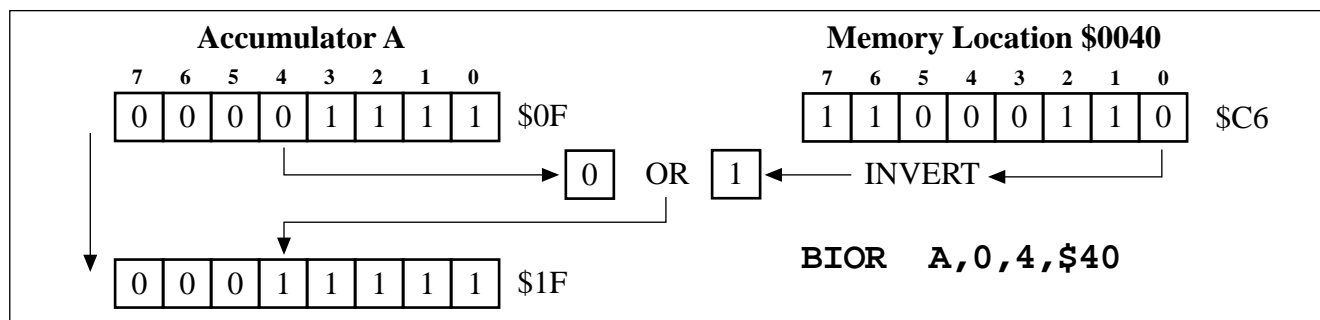 Accumulator A Memory Location $0040
7 6 5 4 3 2 1 0 7 6 5 4 3 2 1 0
0 0 0 0 1 1 1 1 $0F 1 1 0 0 0 1 1 0 $C6
0 OR 1 INVERT
BIOR A,0,4,$40
0 0 0 1 1 1 1 1 $1F